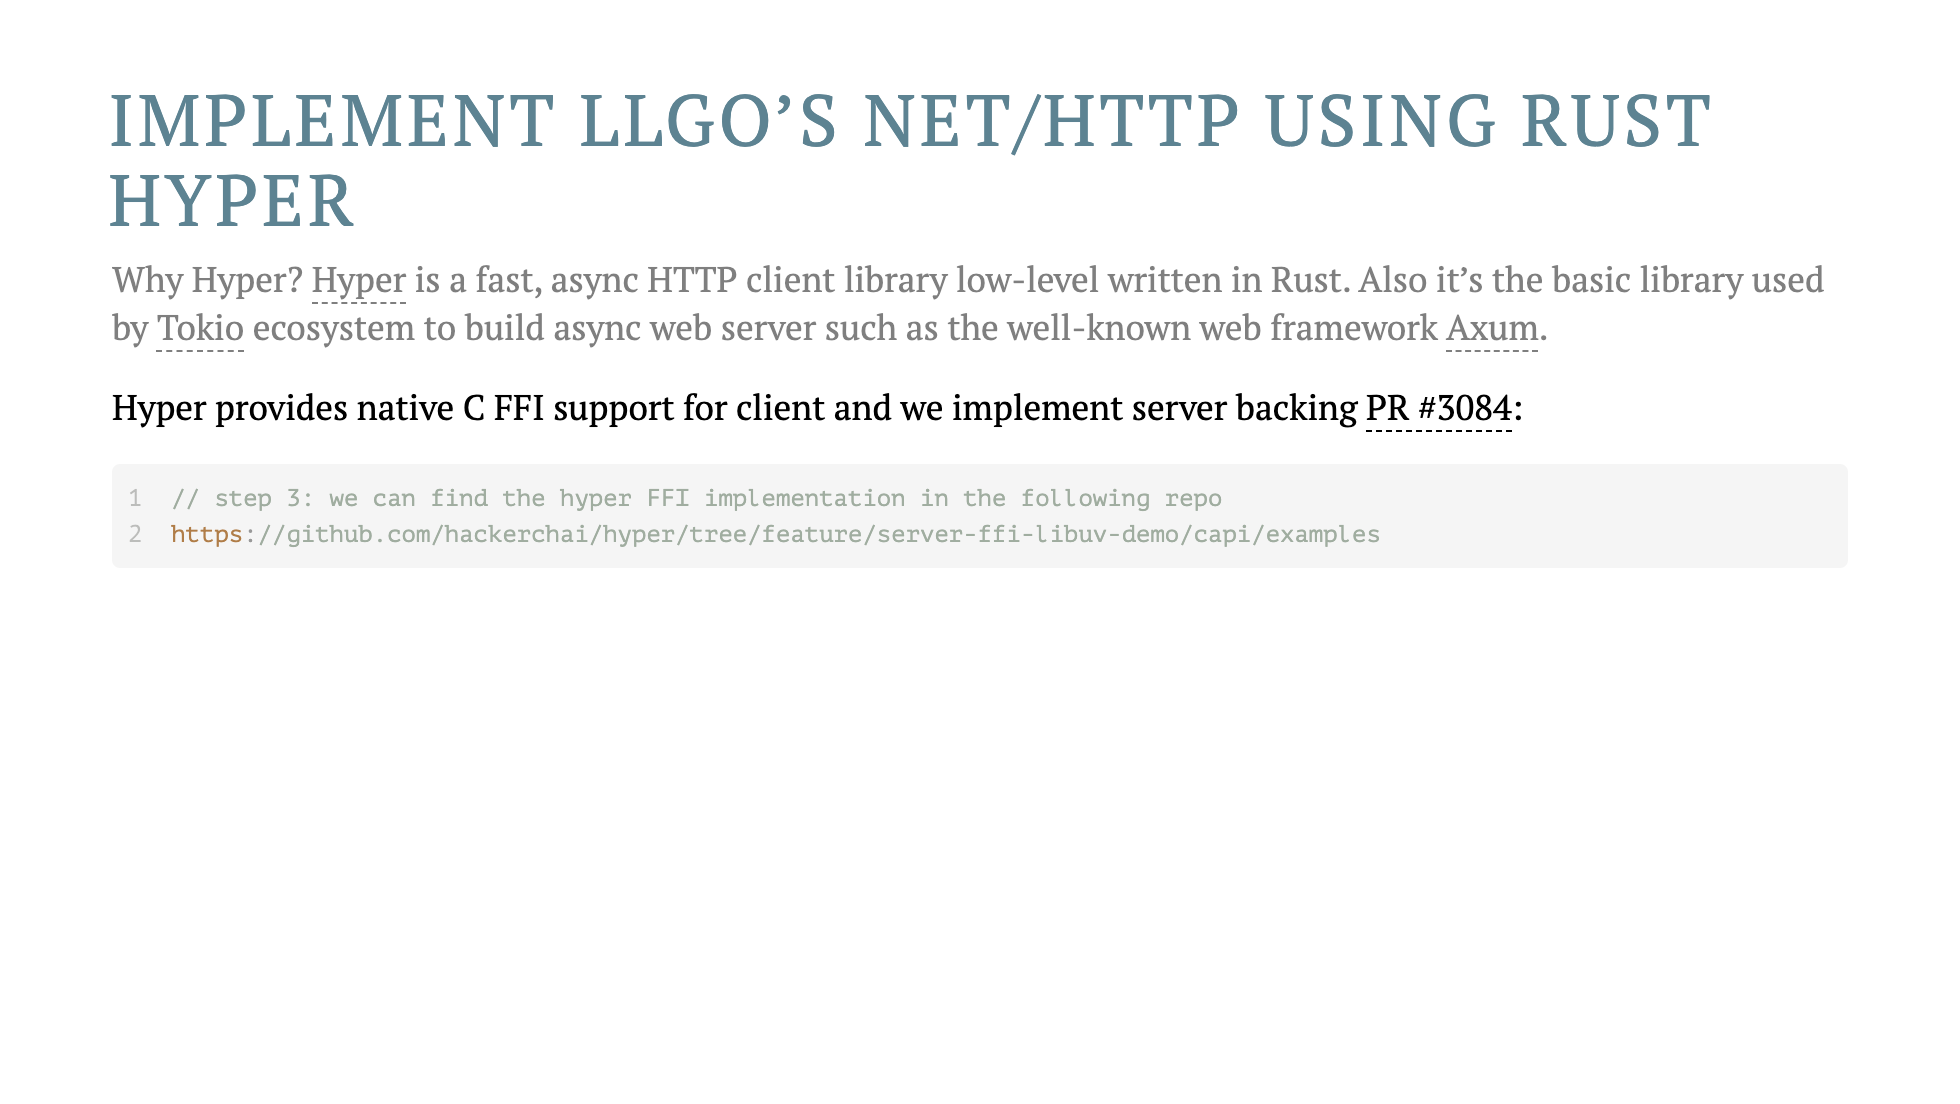 IMPLEMENT LLGO’S NET/HTTP USING RUST
HYPER
Why Hyper? Hyper is a fast, async HTTP client library low-level written in Rust. Also it’s the basic library used
by Tokio ecosystem to build async web server such as the well-known web framework Axum.
Hyper provides native C FFI support for client and we implement server backing PR #3084:
1 // step 3: we can find the hyper FFI implementation in the following repo
2 https://github.com/hackerchai/hyper/tree/feature/server-ffi-libuv-demo/capi/examples